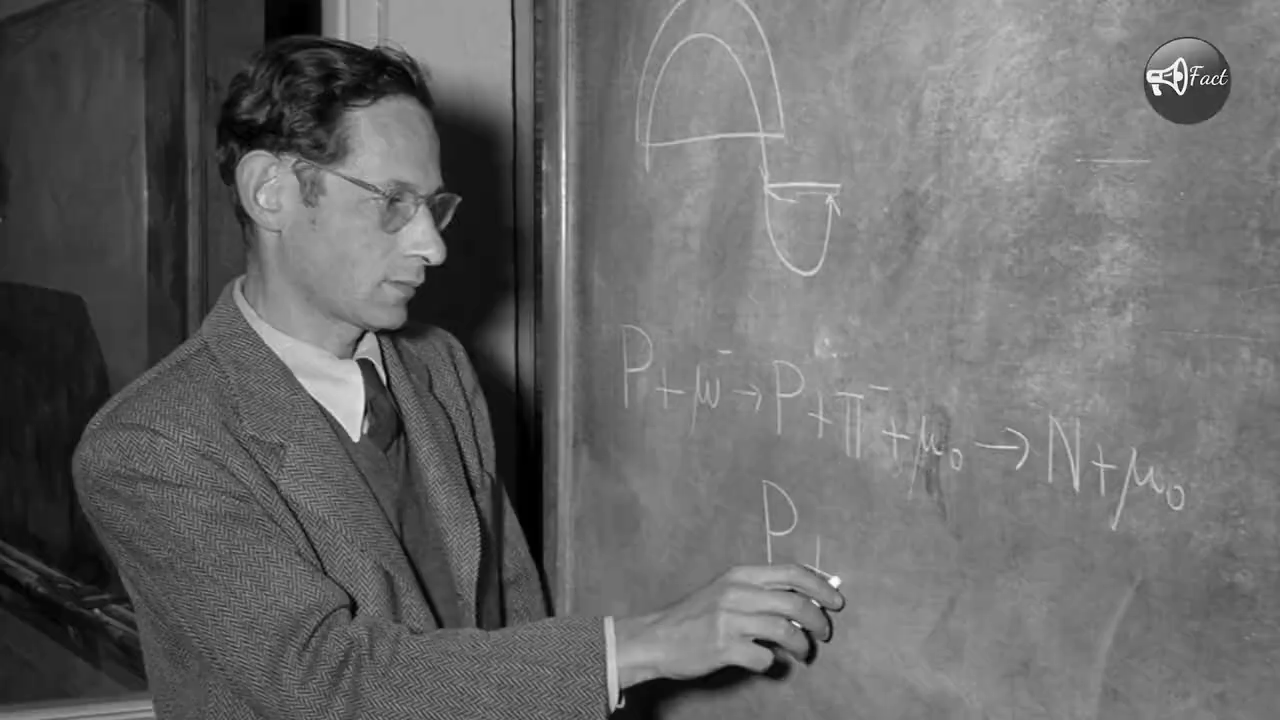 Fact
P + μ⁻ → P + π⁻ + μ₀ → N + μ₀
P +